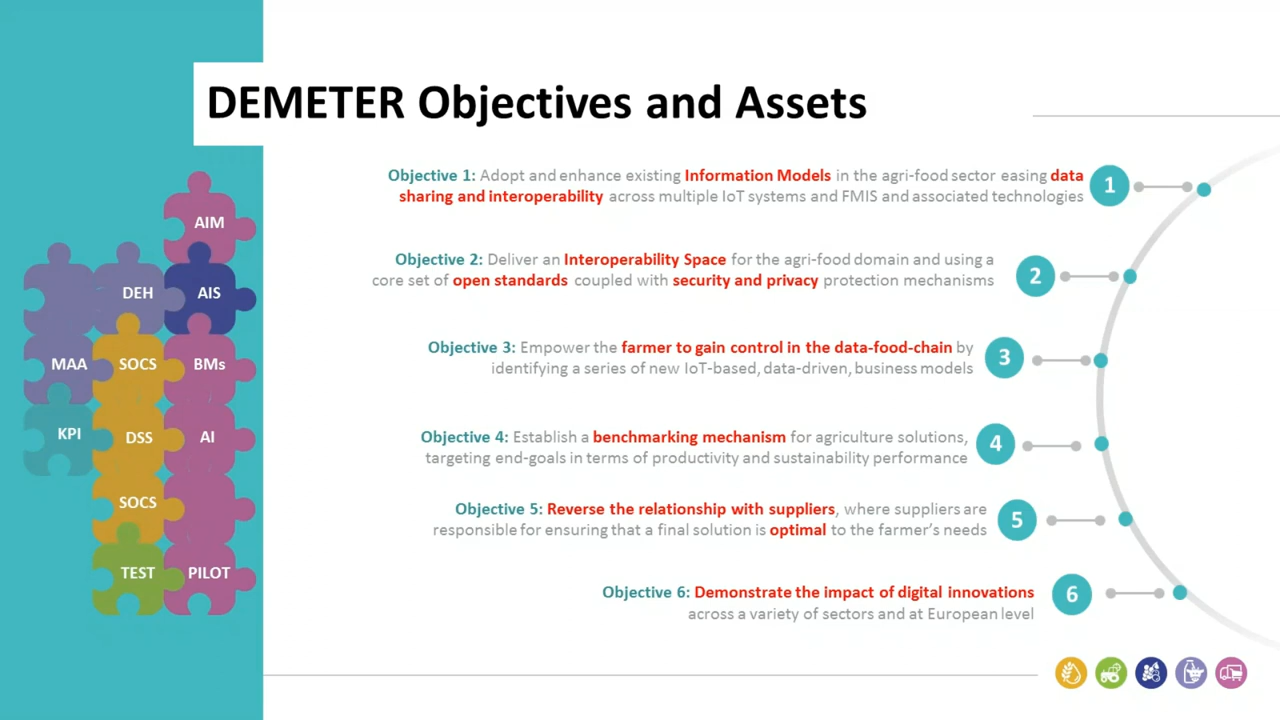 DEMETER Objectives and Assets
Objective 1: Adopt and enhance existing Information Models in the agri-food sector easing data
sharing and interoperability across multiple IoT systems and FMIS and associated technologies
1
Objective 2: Deliver an Interoperability Space for the agri-food domain and using a
core set of open standards coupled with security and privacy protection mechanisms
2
Objective 3: Empower the farmer to gain control in the data-food-chain by
identifying a series of new IoT-based, data-driven, business models
3
Objective 4: Establish a benchmarking mechanism for agriculture solutions,
targeting end-goals in terms of productivity and sustainability performance
4
Objective 5: Reverse the relationship with suppliers, where suppliers are
responsible for ensuring that a final solution is optimal to the farmer's needs
5
Objective 6: Demonstrate the impact of digital innovations
across a variety of sectors and at European level
6
AIM
DEH AIS
MAA SOCS BMs
KPI DSS AI
SOCS
TEST PILOT